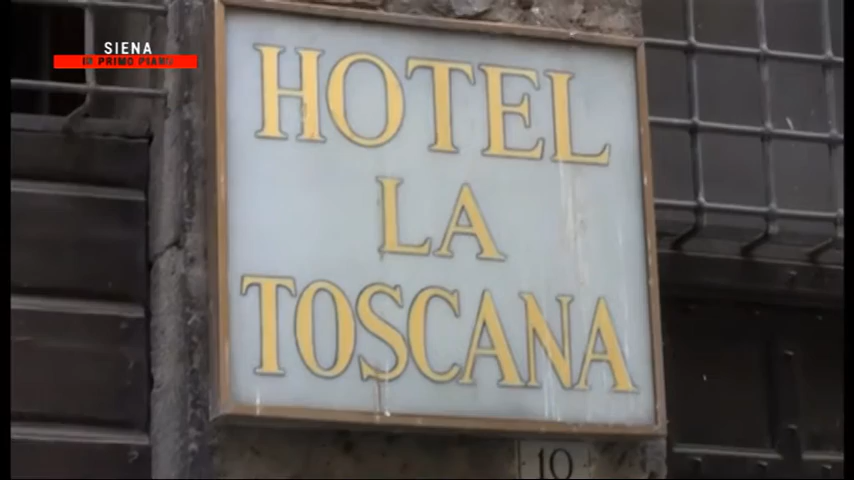 SIENA
IN PRIMO PIANO
HOTEL
LA
TOSCANA
10